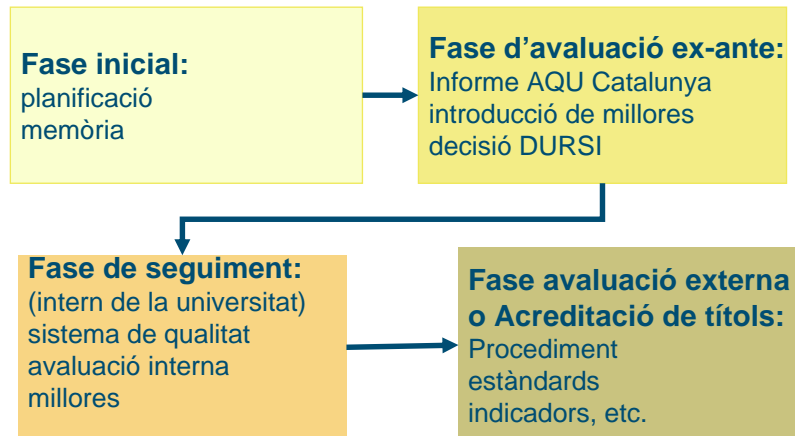 Fase inicial:
planificació
memòria
Fase d’avaluació ex-ante:
Informe AQU Catalunya
introducció de millores
decisió DURSI
Fase de seguiment:
(intern de la universitat)
sistema de qualitat
avaluació interna
millores
Fase avaluació externa
o Acreditació de títols:
Procediment
estàndards
indicadors, etc.